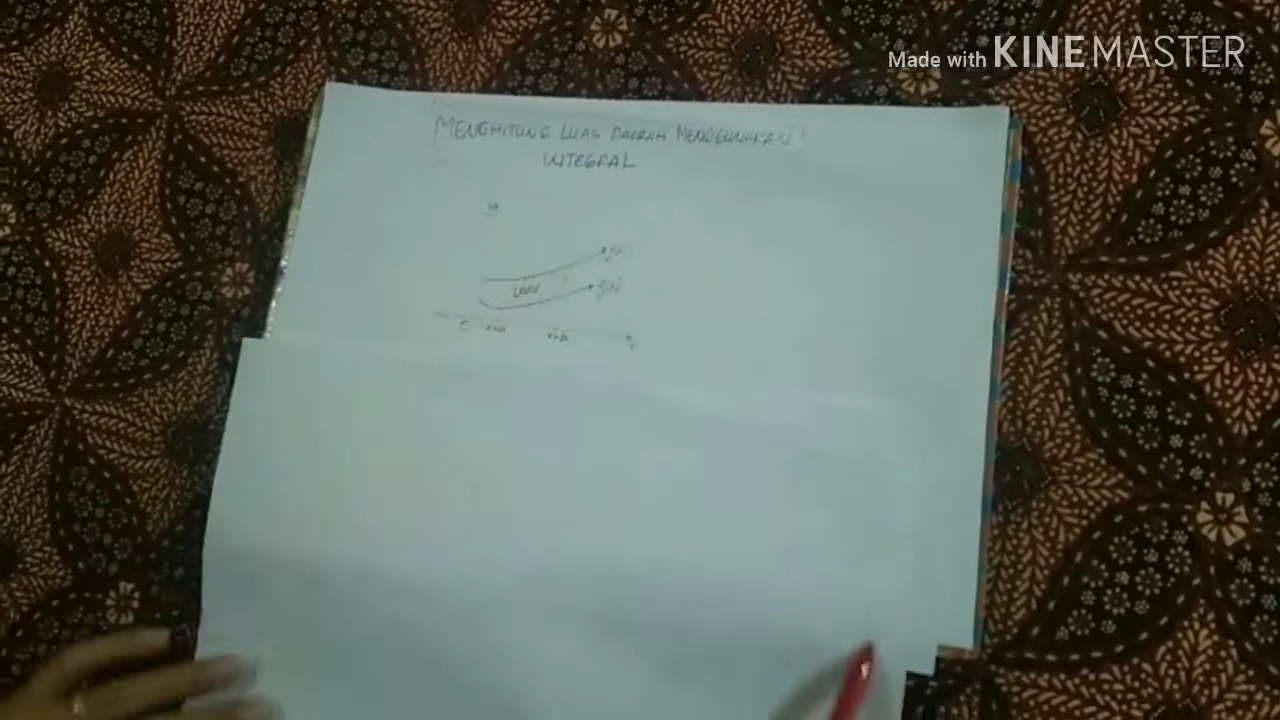 Made with KINEMASTER
MENGHITUNG LUAS DAERAH MENGGUNAKAN
INTEGRAL
LUAS
g(x)